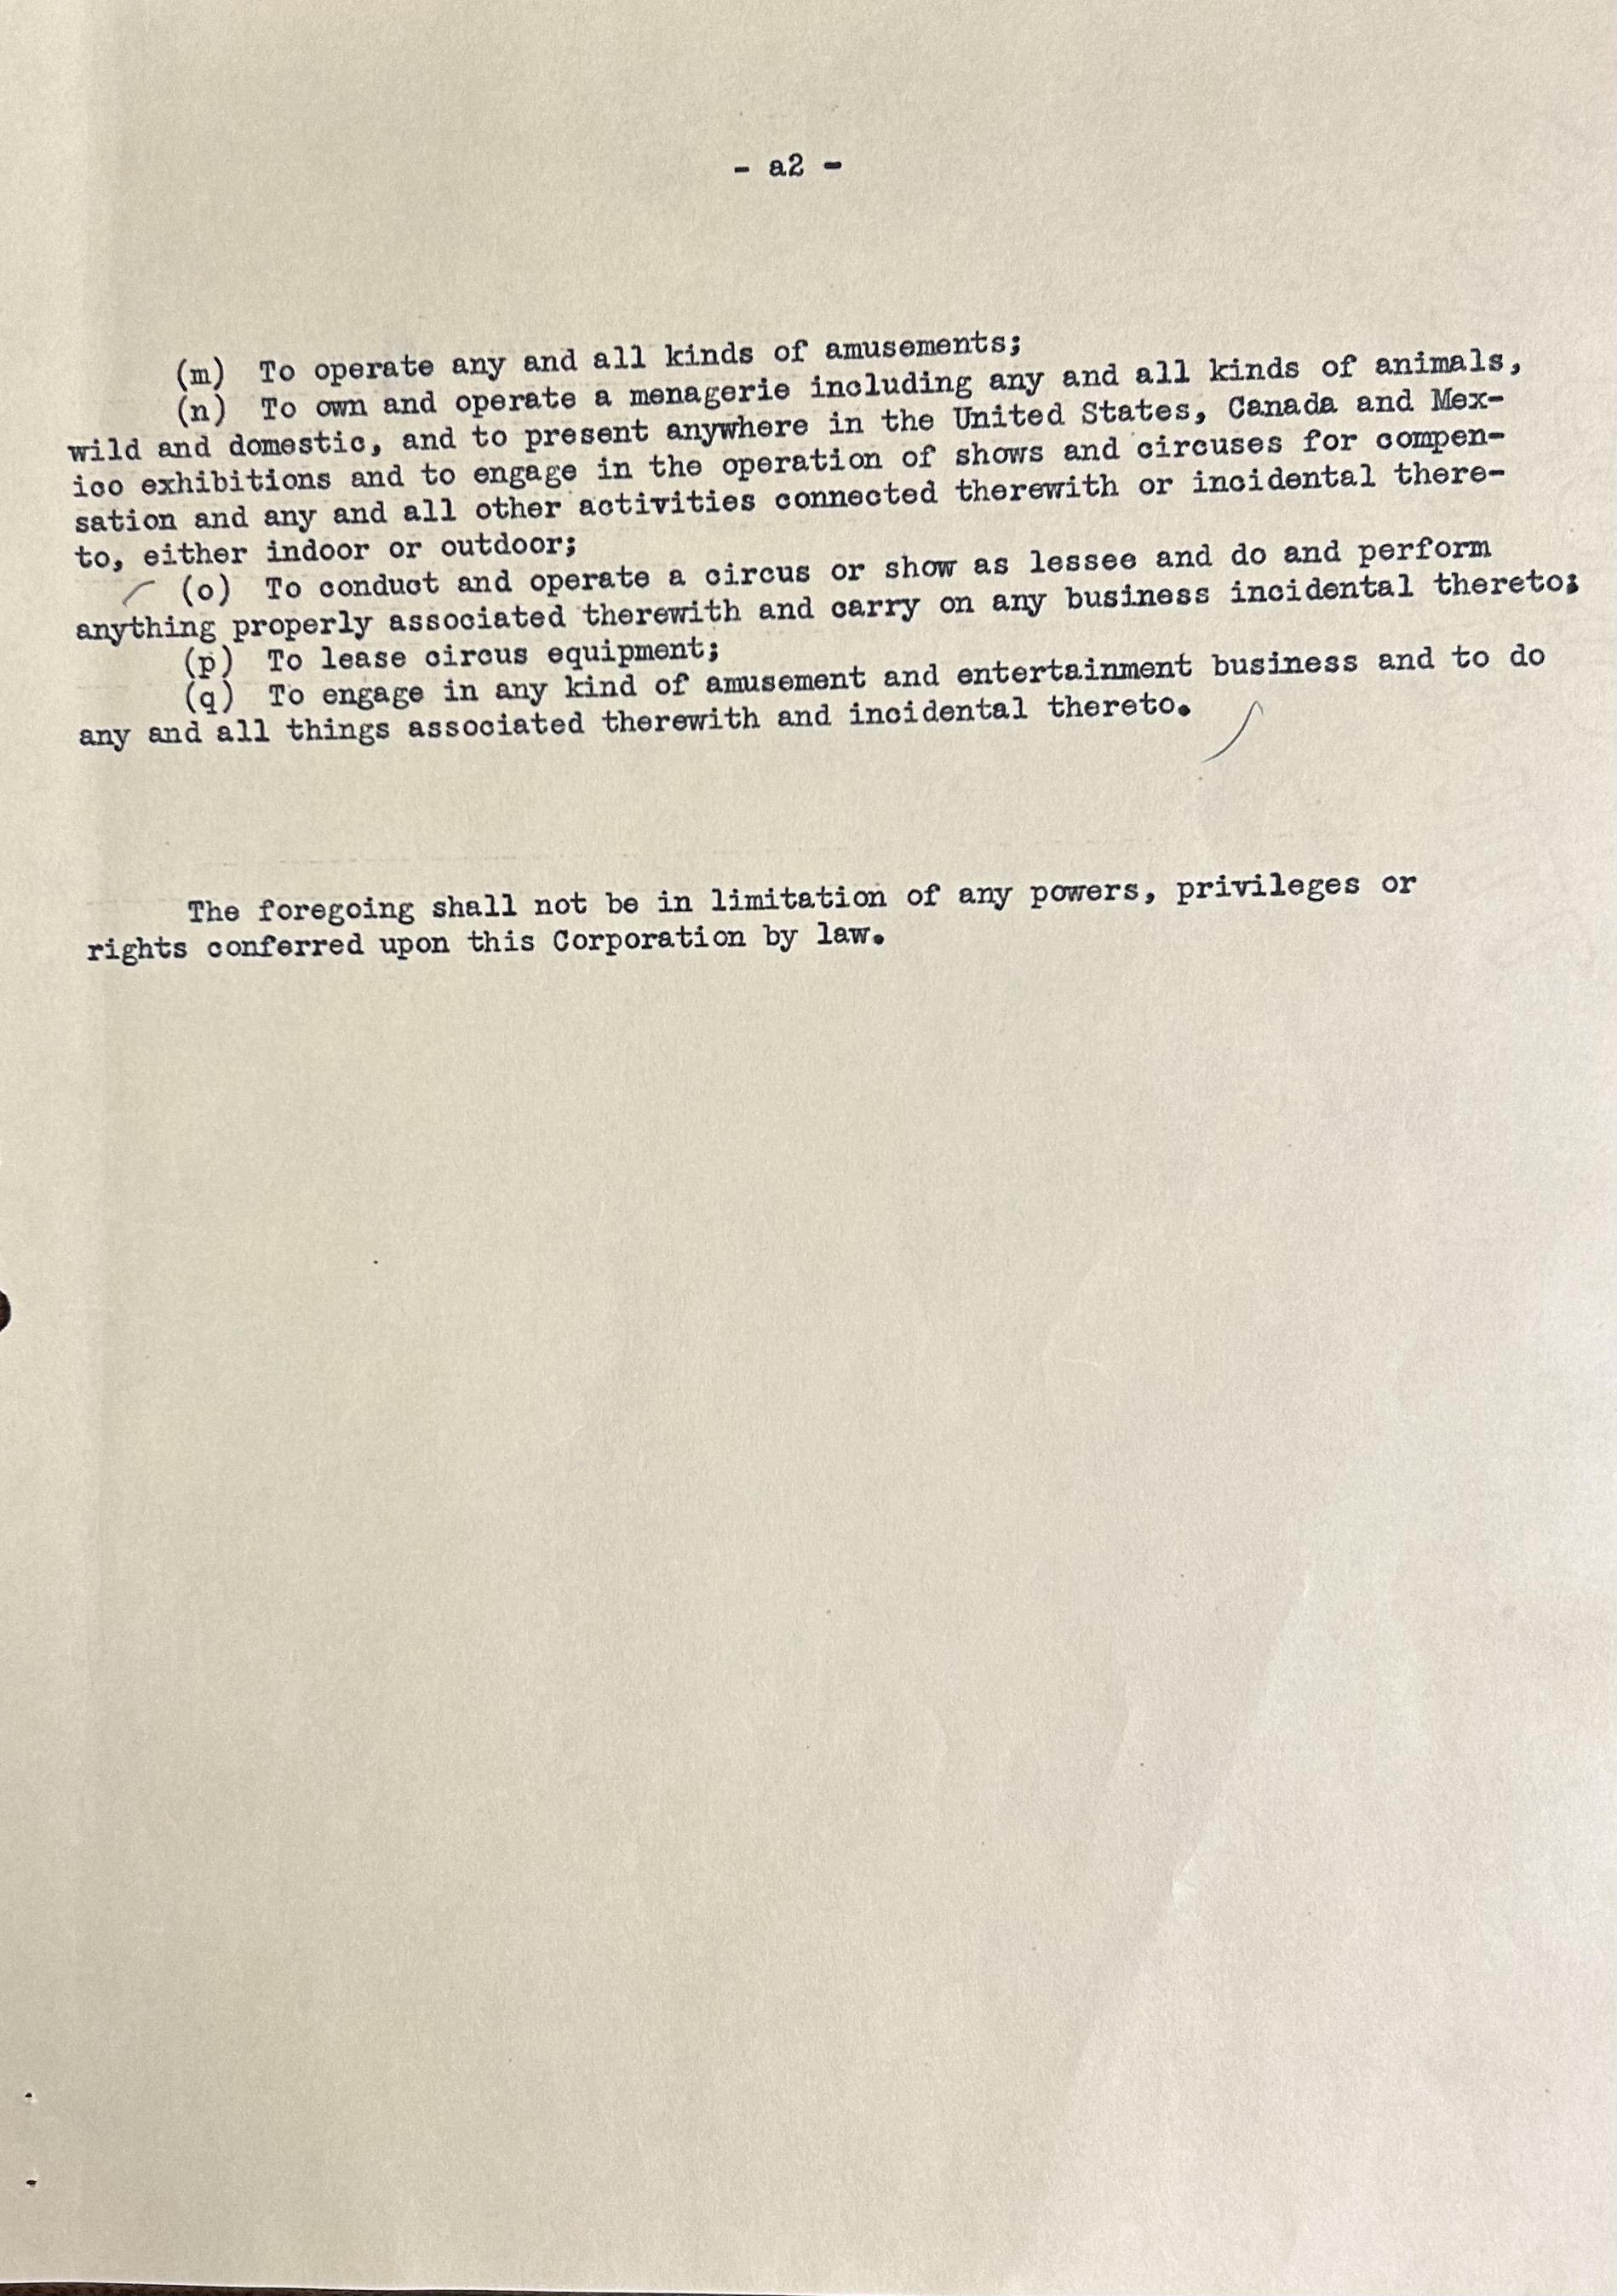 - a2 -
(m) To operate any and all kinds of amusements;
(n) To own and operate a menagerie including any and all kinds of animals,
wild and domestic, and to present anywhere in the United States, Canada and Mex-
ico exhibitions and to engage in the operation of shows and circuses for compen-
sation and any and all other activities connected therewith or incidental there-
to, either indoor or outdoor;
(o) To conduct and operate a circus or show as lessee and do and perform
anything properly associated therewith and carry on any business incidental thereto;
(p) To lease circus equipment;
(q) To engage in any kind of amusement and entertainment business and to do
any and all things associated therewith and incidental thereto.
The foregoing shall not be in limitation of any powers, privileges or
rights conferred upon this Corporation by law.